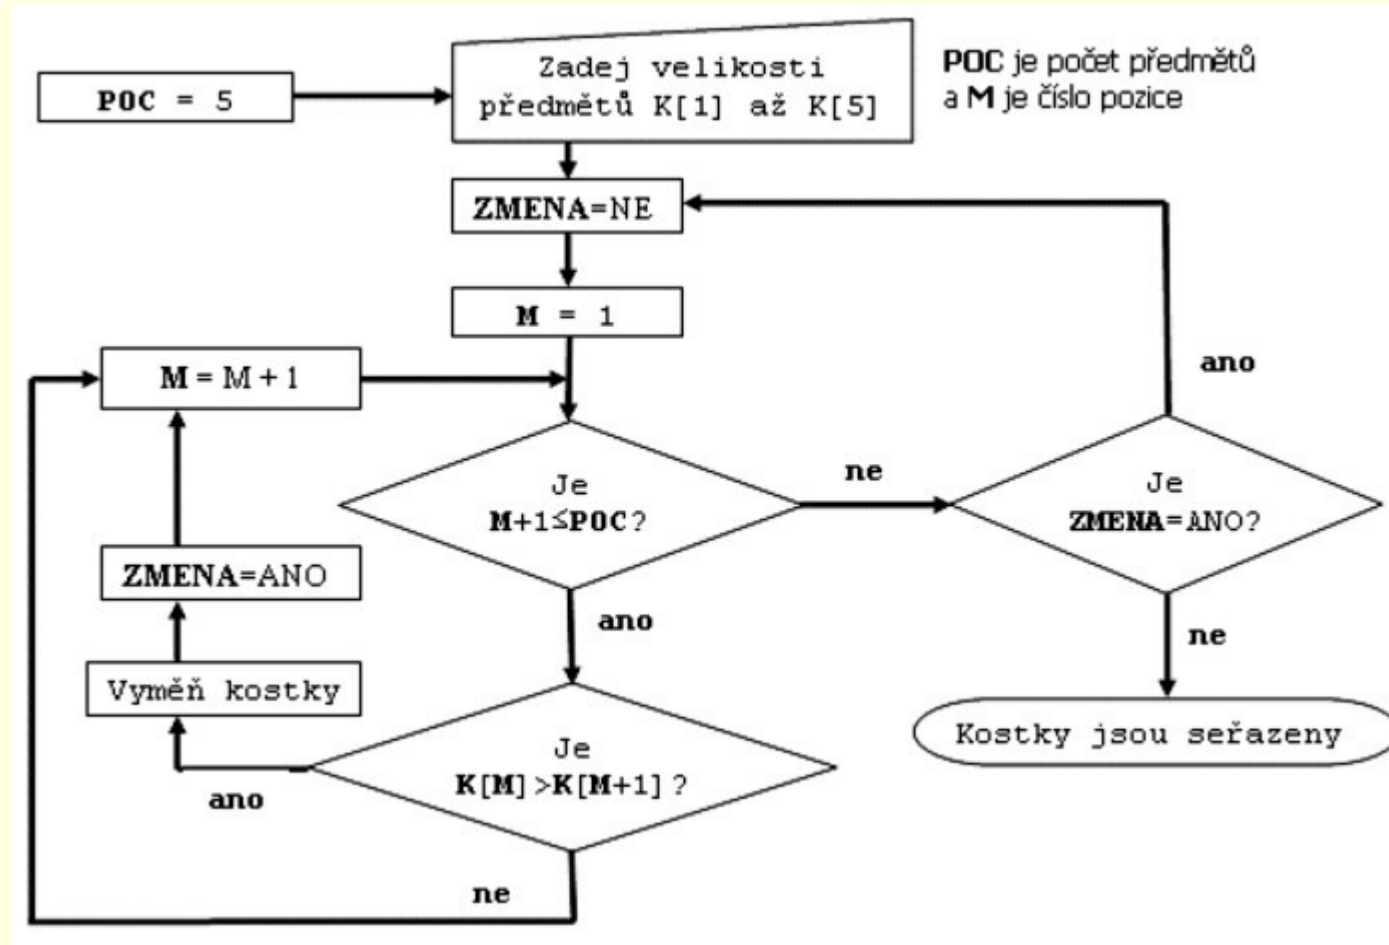 POC = 5
Zadej velikosti
předmětů K[1] až K[5]
POC je počet předmětů
a M je číslo pozice
ZMENA=NE
M = 1
M = M + 1
ano
Je
M+1≤POC?
ne
Je
ZMENA=ANO?
ZMENA=ANO
ano
ne
Vyměň kostky
Kostky jsou seřazeny
Je
K[M]>K[M+1]?
ano
ne